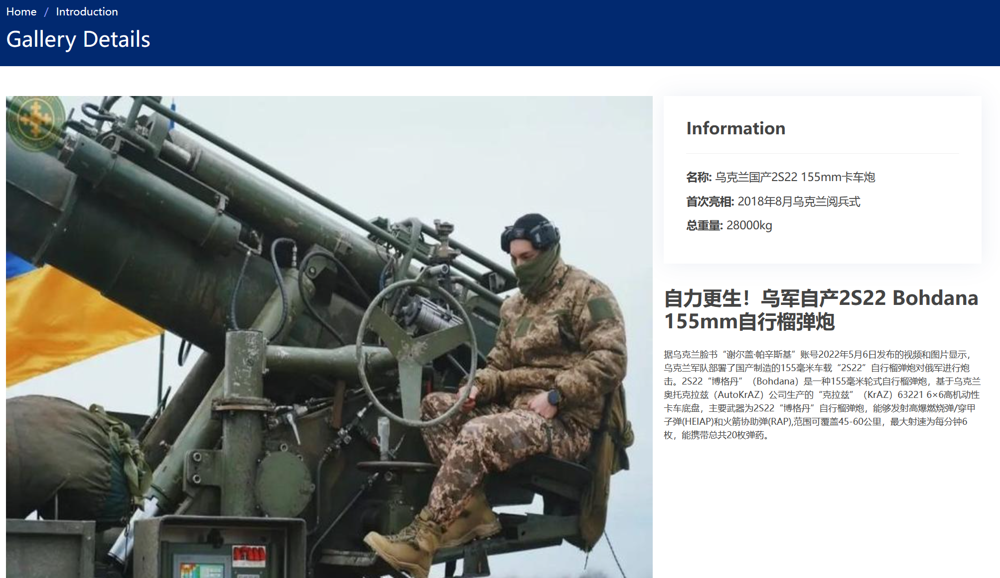 Home / Introduction
Gallery Details
Information
名称: 乌克兰国产2S22 155mm卡车炮
首次亮相: 2018年8月乌克兰阅兵式
总重量: 28000kg
自力更生！乌军自产2S22 Bohdana
155mm自行榴弹炮
据乌克兰脸书“谢尔盖·帕辛斯基”账号2022年5月6日发布的视频和图片显示，
乌克兰军队部署了国产制造的155毫米车载“2S22”自行榴弹炮对俄军进行炮
击。2S22“博格丹”（Bohdana）是一种155毫米轮式自行榴弹炮，基于乌克兰
奥托克拉兹（AutoKrAZ）公司生产的“克拉兹”（KrAZ）63221 6×6高机动性
卡车底盘，主要武器为2S22“博格丹”自行榴弹炮，能够发射高爆燃烧弹/穿甲
子弹(HEIAP)和火箭协助弹(RAP),范围可覆盖45-60公里，最大射速为每分钟6
枚，能携带总共20枚弹药。